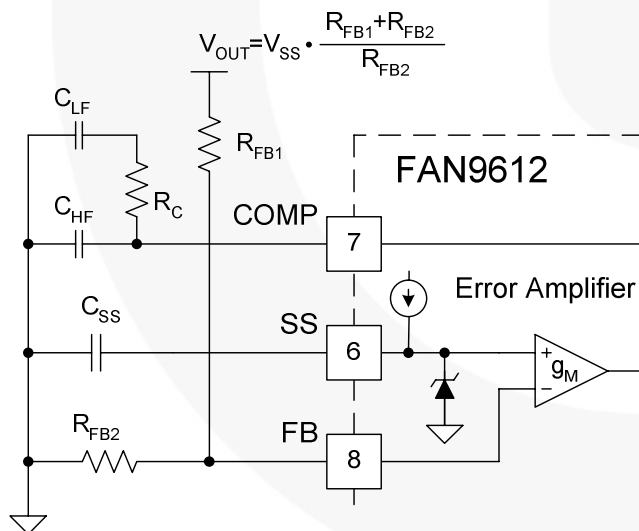 V_OUT=V_SS • (R_FB1+R_FB2)/R_FB2
C_LF
R_FB1
FAN9612
R_C
C_HF
COMP
7
Error Amplifier
C_SS
SS
6
+
g_M
−
R_FB2
FB
8